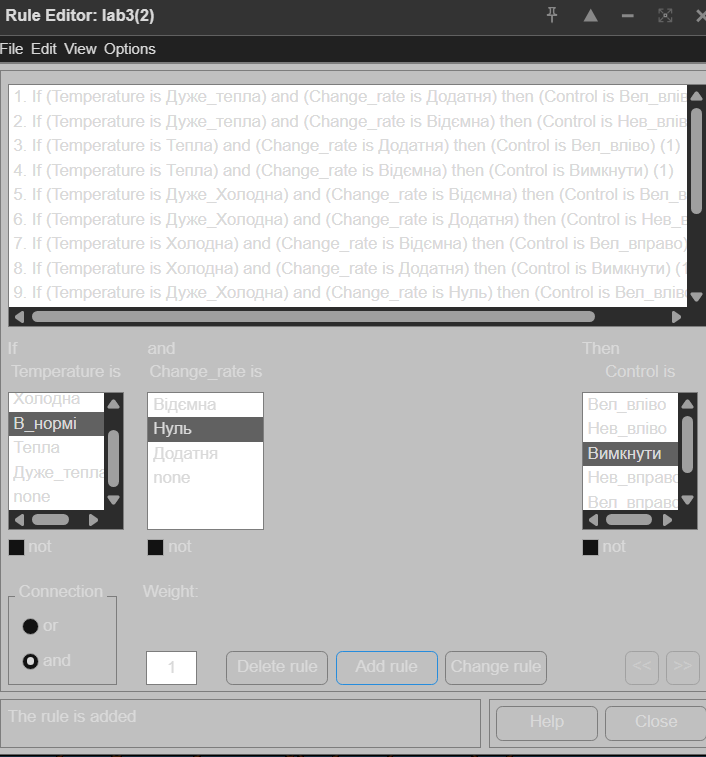 Rule Editor: lab3(2)
File Edit View Options
1. If (Temperature is Дуже_тепла) and (Change_rate is Додатня) then (Control is Вел_влів
2. If (Temperature is Дуже_тепла) and (Change_rate is Відємна) then (Control is Нев_влів
3. If (Temperature is Тепла) and (Change_rate is Додатня) then (Control is Вел_вліво) (1)
4. If (Temperature is Тепла) and (Change_rate is Відємна) then (Control is Вимкнути) (1)
5. If (Temperature is Дуже_Холодна) and (Change_rate is Відємна) then (Control is Вел_в
6. If (Temperature is Дуже_Холодна) and (Change_rate is Додатня) then (Control is Нев_в
7. If (Temperature is Холодна) and (Change_rate is Відємна) then (Control is Вел_вправо)
8. If (Temperature is Холодна) and (Change_rate is Додатня) then (Control is Вимкнути) (1
9. If (Temperature is Дуже_Холодна) and (Change_rate is Нуль) then (Control is Вел_вліво
If and Then
Temperature is Change_rate is Control is
Холодна
В_нормі
Тепла
Дуже_тепла
none
Відємна
Нуль
Додатня
none
Вел_вліво
Нев_вліво
Вимкнути
Нев_вправо
Вел_вправо
not not not
Connection Weight:
or
and
1 Delete rule Add rule Change rule << >>
The rule is added Help Close